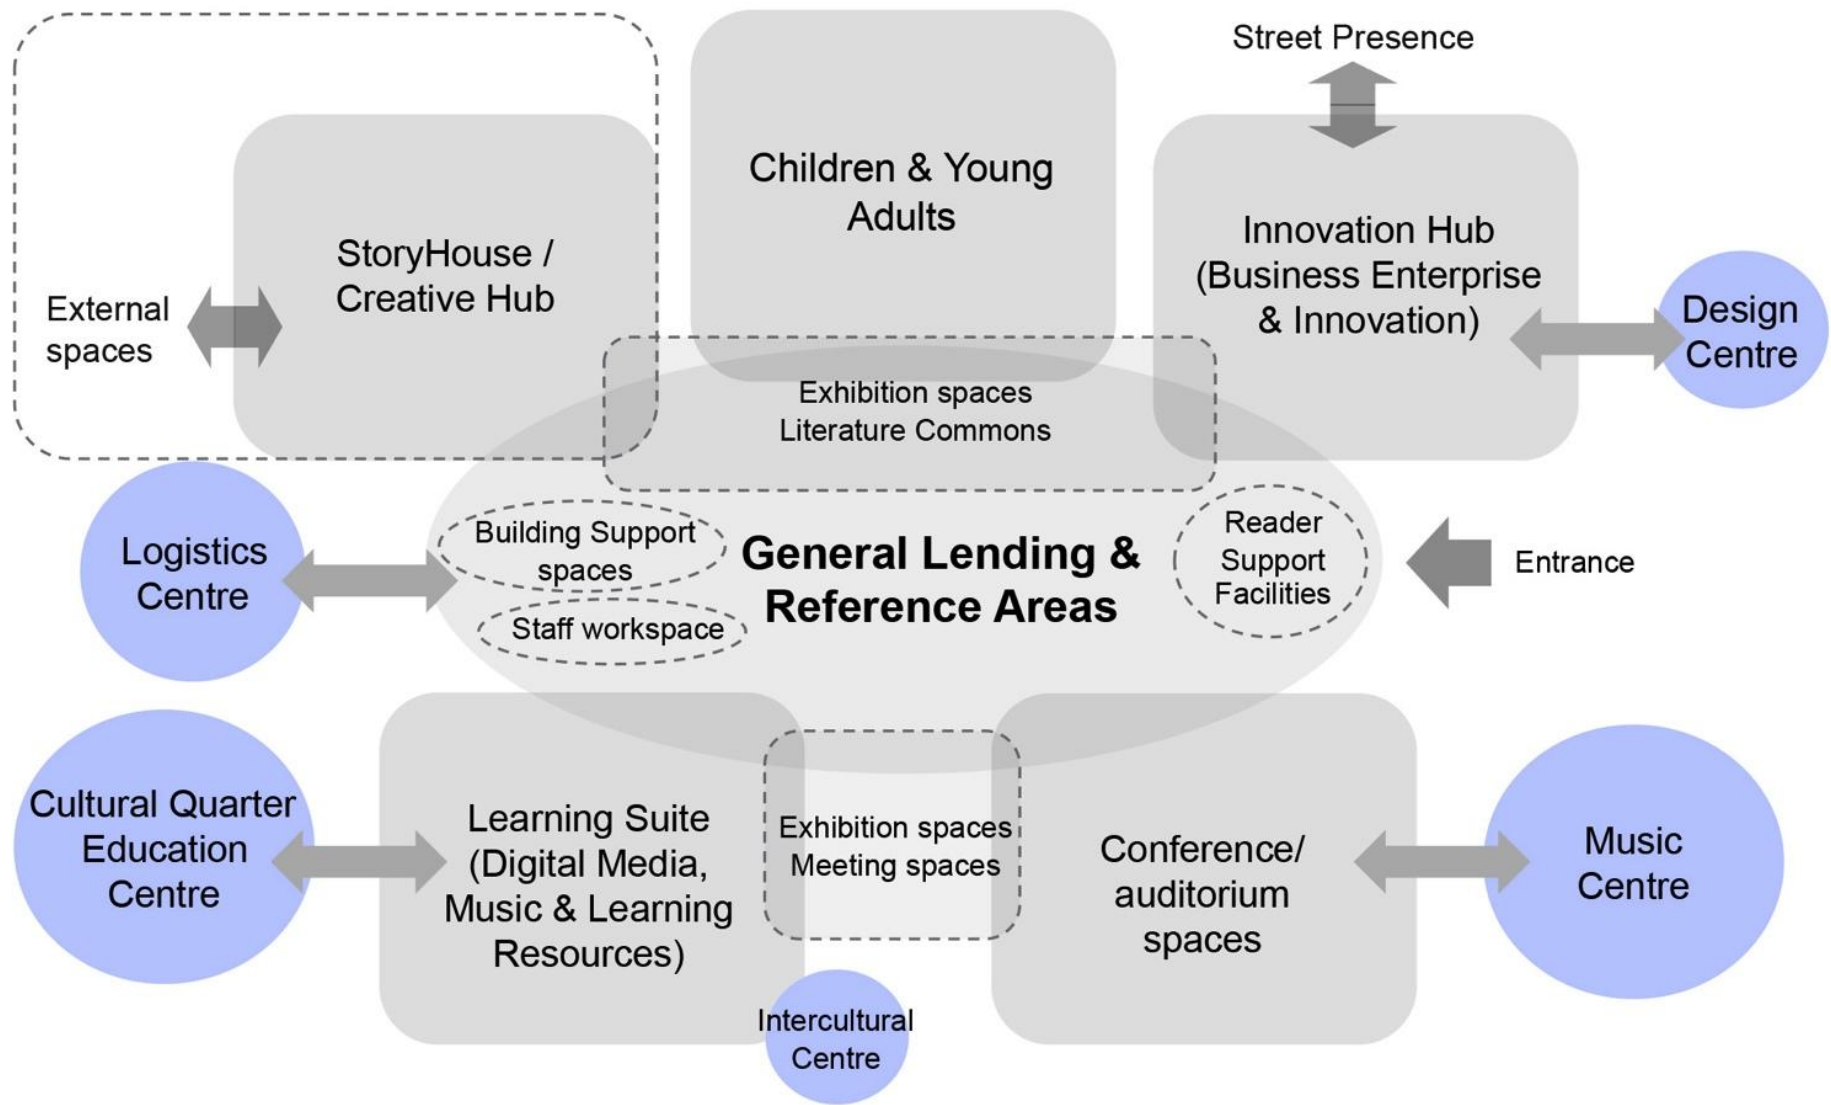 Street Presence
Children & Young
Adults
StoryHouse /
Creative Hub
Innovation Hub
(Business Enterprise
& Innovation)
External
spaces
Design
Centre
Exhibition spaces
Literature Commons
Logistics
Centre
Building Support
spaces
Staff workspace
General Lending &
Reference Areas
Reader
Support
Facilities
Entrance
Cultural Quarter
Education
Centre
Learning Suite
(Digital Media,
Music & Learning
Resources)
Exhibition spaces
Meeting spaces
Conference/
auditorium
spaces
Music
Centre
Intercultural
Centre